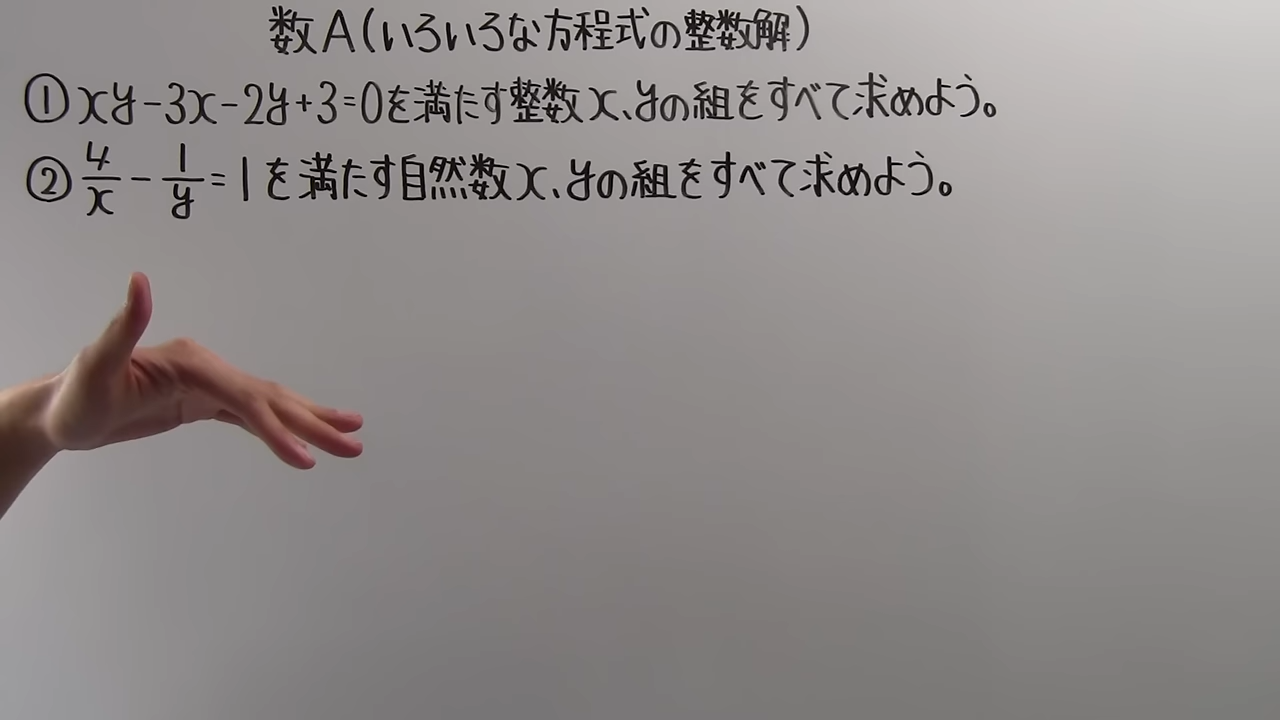 数A(いろいろな方程式の整数解)
①xy-3x-2y+3=0を満たす整数x、yの組をすべて求めよう。
②4/x-1/y=1を満たす自然数x、yの組をすべて求めよう。